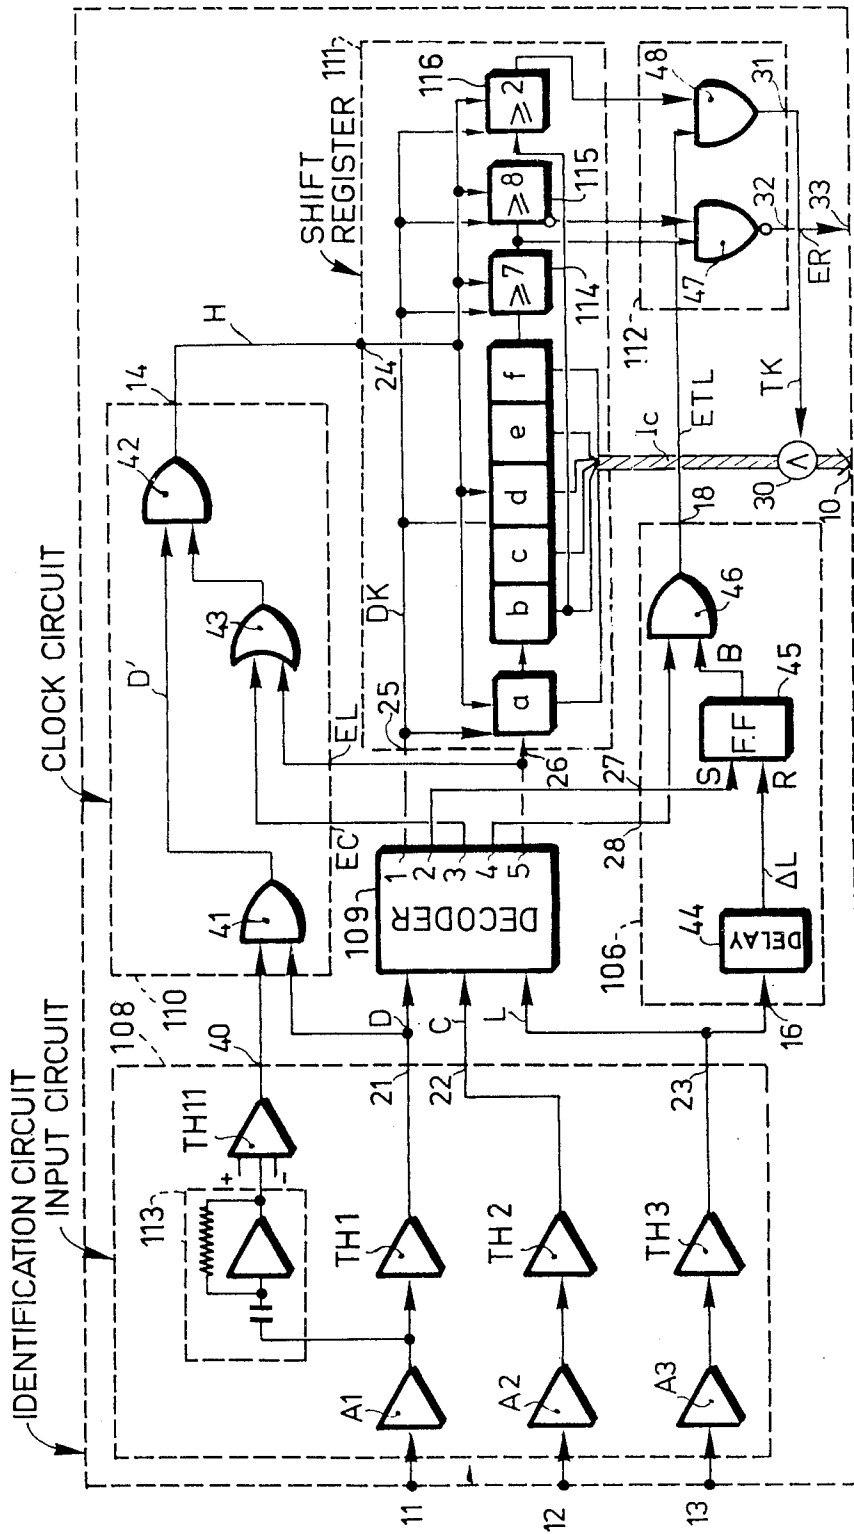 IDENTIFICATION CIRCUIT
INPUT CIRCUIT
CLOCK CIRCUIT
SHIFT
REGISTER
108
110
111
112
106
109
113
114
115
116
11
12
13
A1
A2
A3
TH1
TH2
TH3
TH11
+
-
40
21
22
23
D
C
L
41
42
43
D'
14
H
24
DK
25
26
EL
EC
DECODER
1
2
3
4
5
a
b
c
d
e
f
≥7
≥8
≥2
16
44
DELAY
ΔL
S
R
F.F
45
B
46
27
28
18
ETL
Ic
30
10
TK
ER
47
48
31
32
33